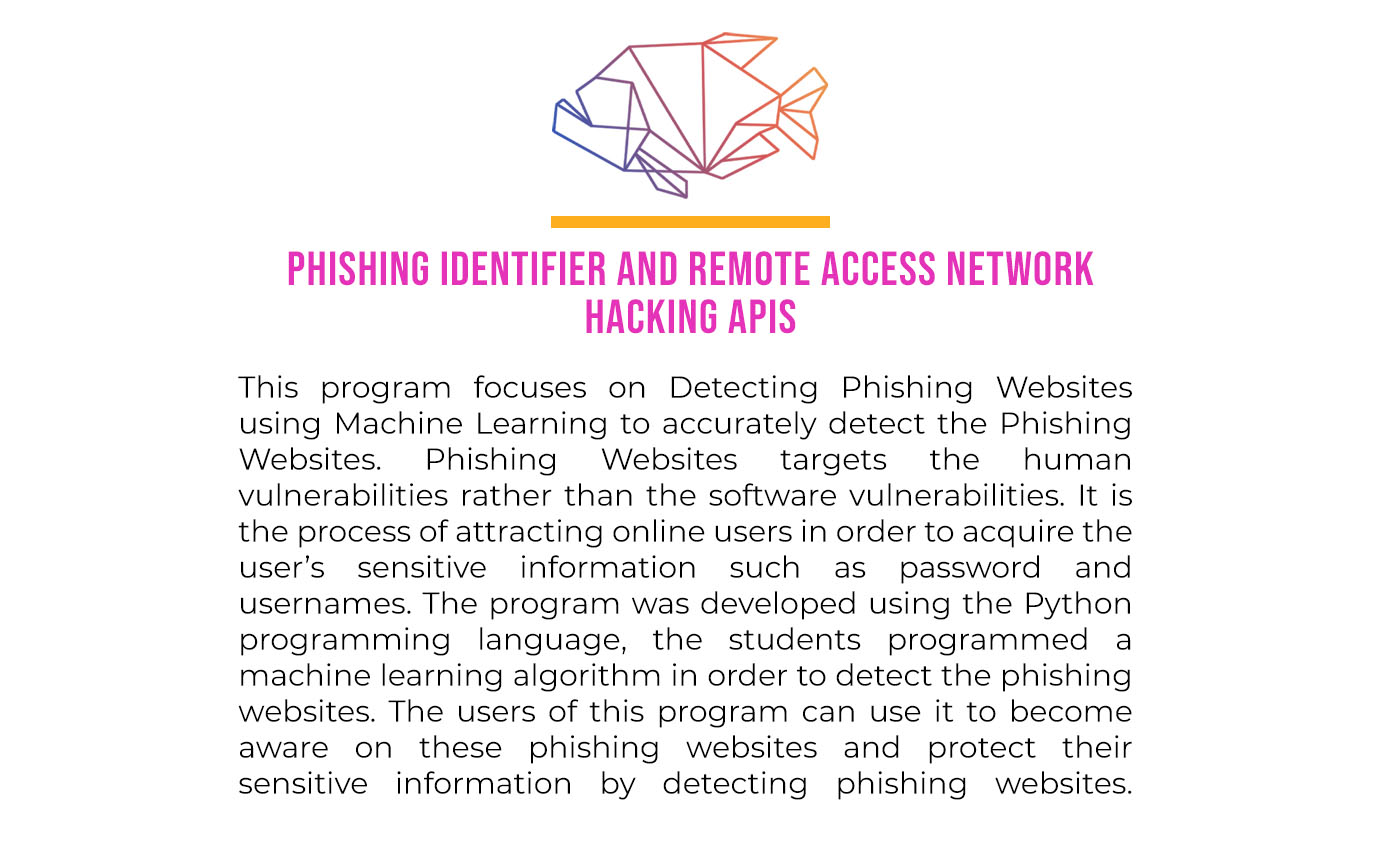 PHISHING IDENTIFIER AND REMOTE ACCESS NETWORK
HACKING APIS
This program focuses on Detecting Phishing Websites
using Machine Learning to accurately detect the Phishing
Websites. Phishing Websites targets the human
vulnerabilities rather than the software vulnerabilities. It is
the process of attracting online users in order to acquire the
user’s sensitive information such as password and
usernames. The program was developed using the Python
programming language, the students programmed a
machine learning algorithm in order to detect the phishing
websites. The users of this program can use it to become
aware on these phishing websites and protect their
sensitive information by detecting phishing websites.